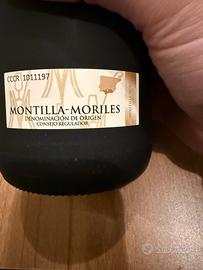 CCCR 1011197
MONTILLA-MORILES
DENOMINACIÓN DE ORIGEN
CONSEJO REGULADOR